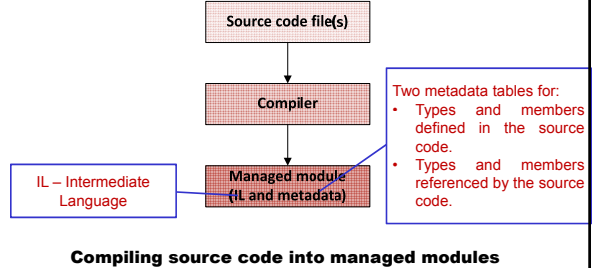 Source code file(s)
Compiler
Two metadata tables for:
• Types and members
defined in the source
code.
• Types and members
referenced by the source
code.
Managed module
(IL and metadata)
IL – Intermediate
Language
Compiling source code into managed modules